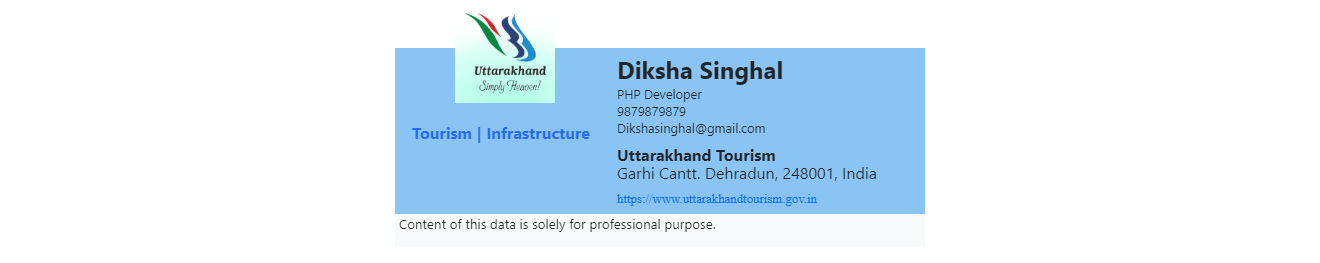 Uttarakhand
Simply Heaven!
Tourism | Infrastructure
Diksha Singhal
PHP Developer
9879879879
Dikshasinghal@gmail.com
Uttarakhand Tourism
Garhi Cantt. Dehradun, 248001, India
https://www.uttarakhandtourism.gov.in
Content of this data is solely for professional purpose.